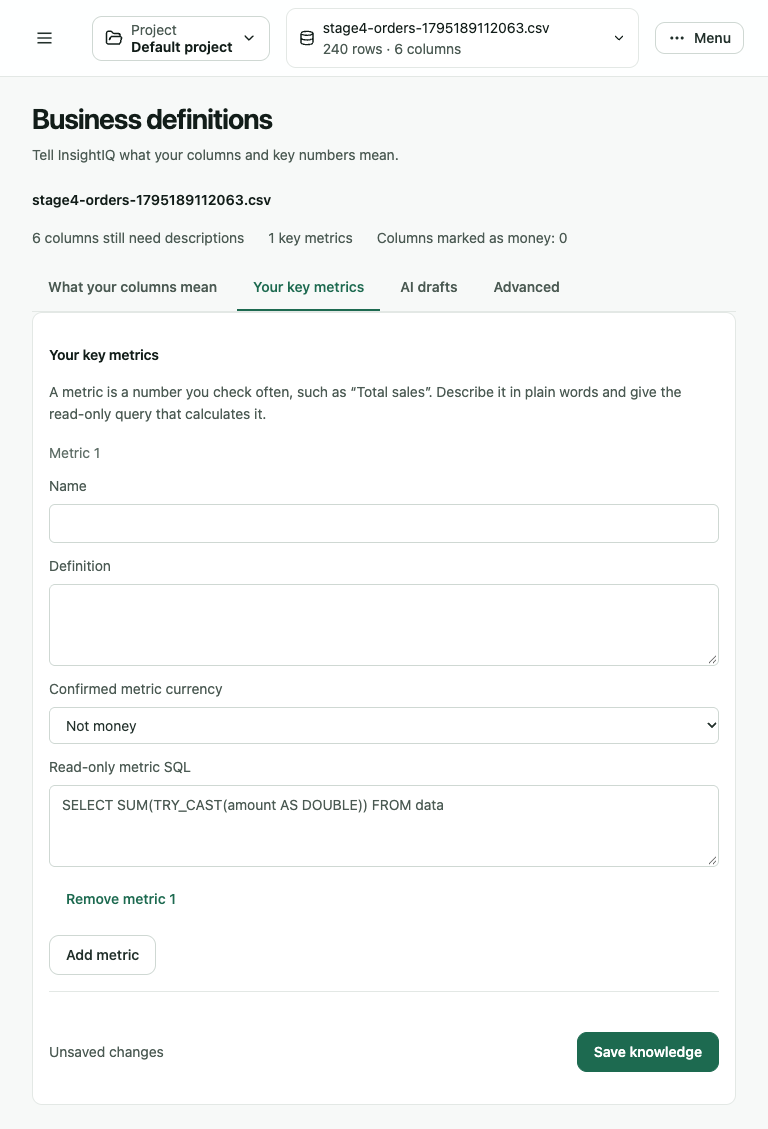 Project
Default project
stage4-orders-1795189112063.csv
240 rows · 6 columns
Menu
Business definitions
Tell InsightIQ what your columns and key numbers mean.
stage4-orders-1795189112063.csv
6 columns still need descriptions 1 key metrics Columns marked as money: 0
What your columns mean Your key metrics AI drafts Advanced
Your key metrics
A metric is a number you check often, such as “Total sales”. Describe it in plain words and give the
read-only query that calculates it.
Metric 1
Name
Definition
Confirmed metric currency
Not money
Read-only metric SQL
SELECT SUM(TRY_CAST(amount AS DOUBLE)) FROM data
Remove metric 1
Add metric
Unsaved changes
Save knowledge